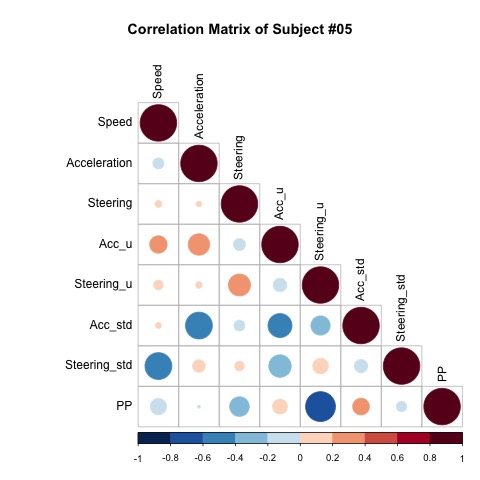 Correlation Matrix of Subject #05
Speed
Acceleration
Steering
Acc_u
Steering_u
Acc_std
Steering_std
PP
Speed
Acceleration
Steering
Acc_u
Steering_u
Acc_std
Steering_std
PP
-1 -0.8 -0.6 -0.4 -0.2 0 0.2 0.4 0.6 0.8 1